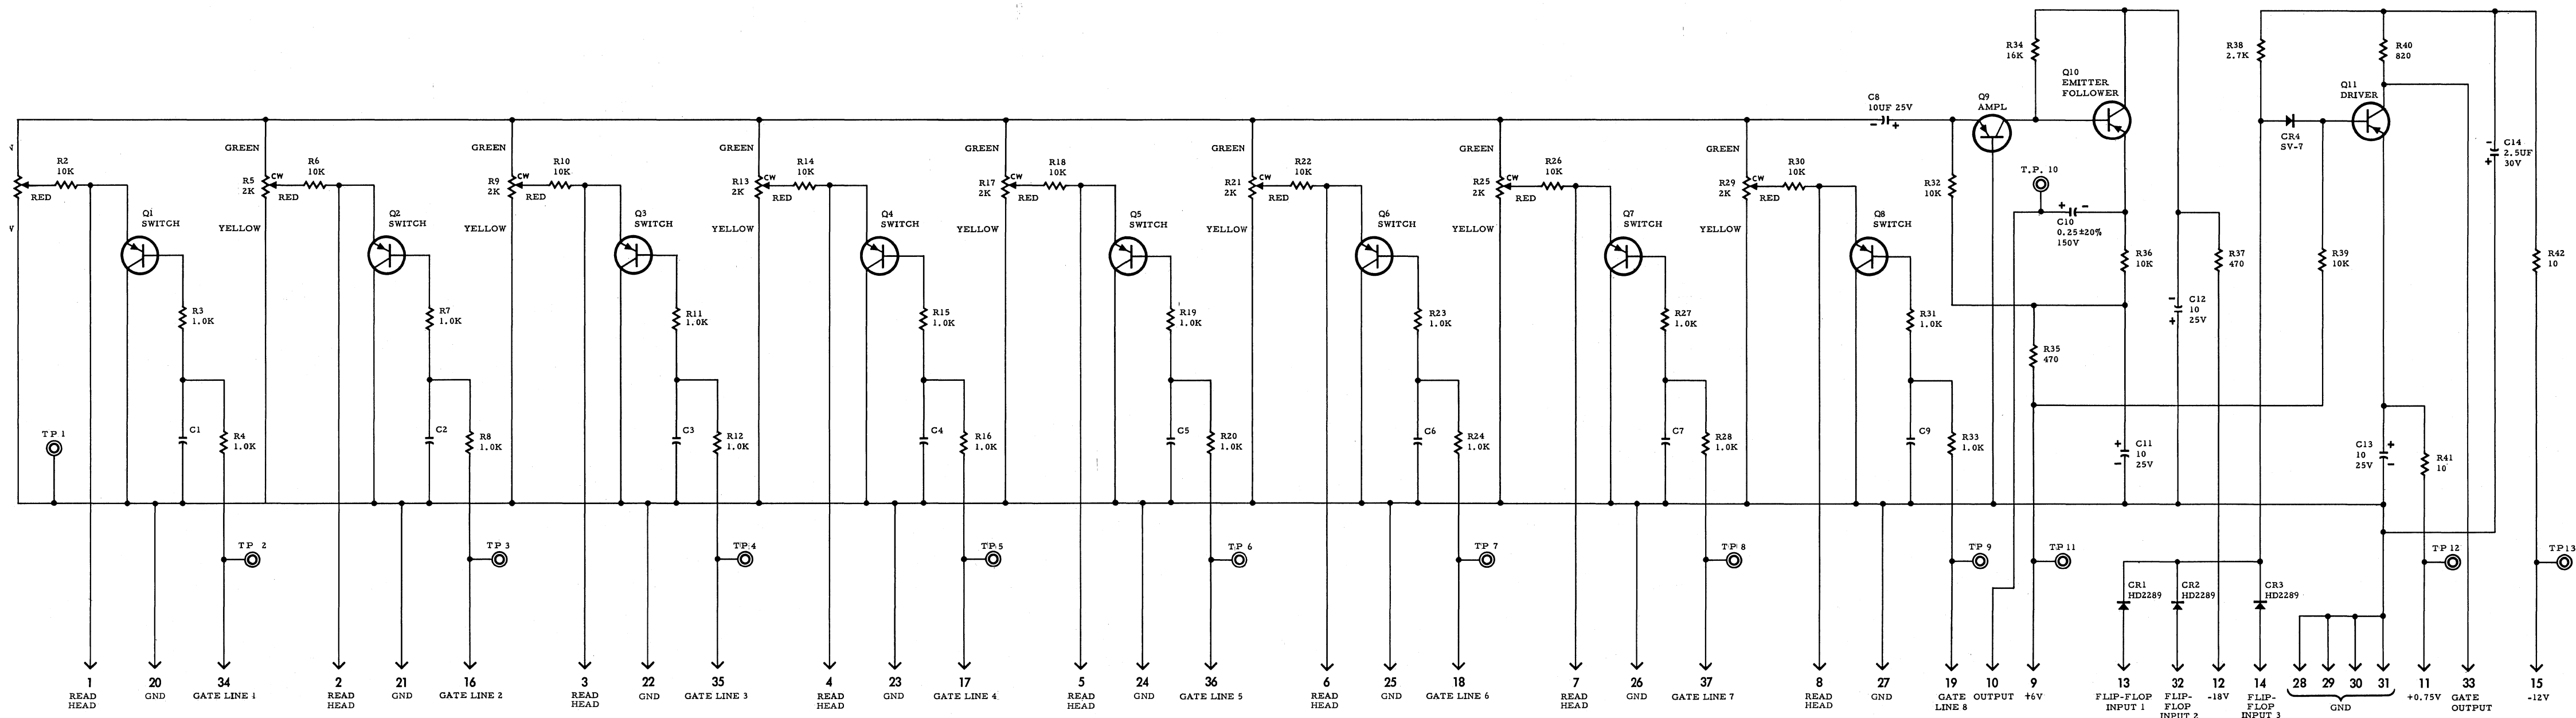 R34
16K
R38
2.7K
R40
820
Q10
EMITTER
FOLLOWER
Q11
DRIVER
C8
10UF 25V
Q9
AMPL
CR4
SV-7
C14
2.5UF
30V
GREEN
GREEN
GREEN
GREEN
GREEN
GREEN
GREEN
R2
10K
RED
R5
2K
CW
R6
10K
RED
R9
2K
CW
R10
10K
RED
R13
2K
CW
R14
10K
RED
R17
2K
CW
R18
10K
RED
R21
2K
CW
R22
10K
RED
R25
2K
CW
R26
10K
RED
R29
2K
CW
R30
10K
RED
R32
10K
T.P. 10
C10
0.25±20%
150V
Q1
SWITCH
YELLOW
Q2
SWITCH
YELLOW
Q3
SWITCH
YELLOW
Q4
SWITCH
YELLOW
Q5
SWITCH
YELLOW
Q6
SWITCH
YELLOW
Q7
SWITCH
YELLOW
Q8
SWITCH
R36
10K
R37
470
R39
10K
R42
10
R3
1.0K
R7
1.0K
R11
1.0K
R15
1.0K
R19
1.0K
R23
1.0K
R27
1.0K
R31
1.0K
C12
10
25V
R35
470
TP 1
C1
R4
1.0K
C2
R8
1.0K
C3
R12
1.0K
C4
R16
1.0K
C5
R20
1.0K
C6
R24
1.0K
C7
R28
1.0K
C9
R33
1.0K
C11
10
25V
C13
10
25V
R41
10
TP 2
TP 3
TP 4
TP 5
TP 6
TP 7
TP 8
TP 9
TP 11
TP 12
TP 13
CR1
HD2289
CR2
HD2289
CR3
HD2289
1
READ
HEAD
20
GND
34
GATE LINE 1
2
READ
HEAD
21
GND
16
GATE LINE 2
3
READ
HEAD
22
GND
35
GATE LINE 3
4
READ
HEAD
23
GND
17
GATE LINE 4
5
READ
HEAD
24
GND
36
GATE LINE 5
6
READ
HEAD
25
GND
18
GATE LINE 6
7
READ
HEAD
26
GND
37
GATE LINE 7
8
READ
HEAD
27
GND
19
GATE
LINE 8
10
OUTPUT
9
+6V
13
FLIP-FLOP
INPUT 1
32
FLIP-
FLOP
INPUT 2
12
-18V
14
FLIP-
FLOP
INPUT 3
28 29 30 31
GND
11
+0.75V
33
GATE
OUTPUT
15
-12V